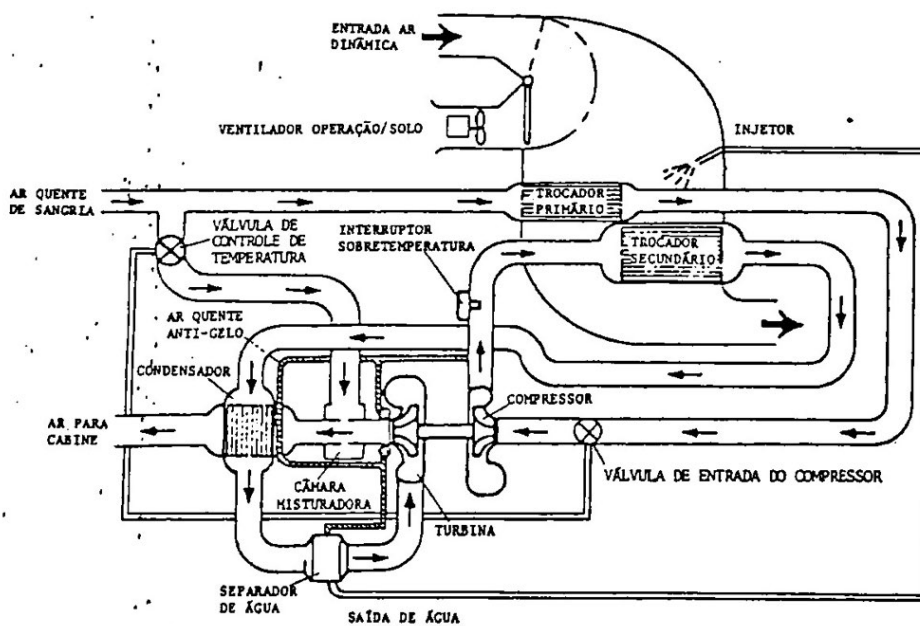 ENTRADA AR
DINÂMICA
VENTILADOR OPERAÇÃO/SOLO
INJETOR
AR QUENTE
DE SANGRIA
TROCADOR
PRIMÁRIO
VÁLVULA DE
CONTROLE DE
TEMPERATURA
INTERRUPTOR
SOBRETEMPERATURA
TROCADOR
SECUNDÁRIO
AR QUENTE
ANTI-GELO
CONDENSADOR
COMPRESSOR
AR PARA
CABINE
VÁLVULA DE ENTRADA DO COMPRESSOR
CÂMARA
MISTURADORA
TURBINA
SEPARADOR
DE ÁGUA
SAÍDA DE ÁGUA